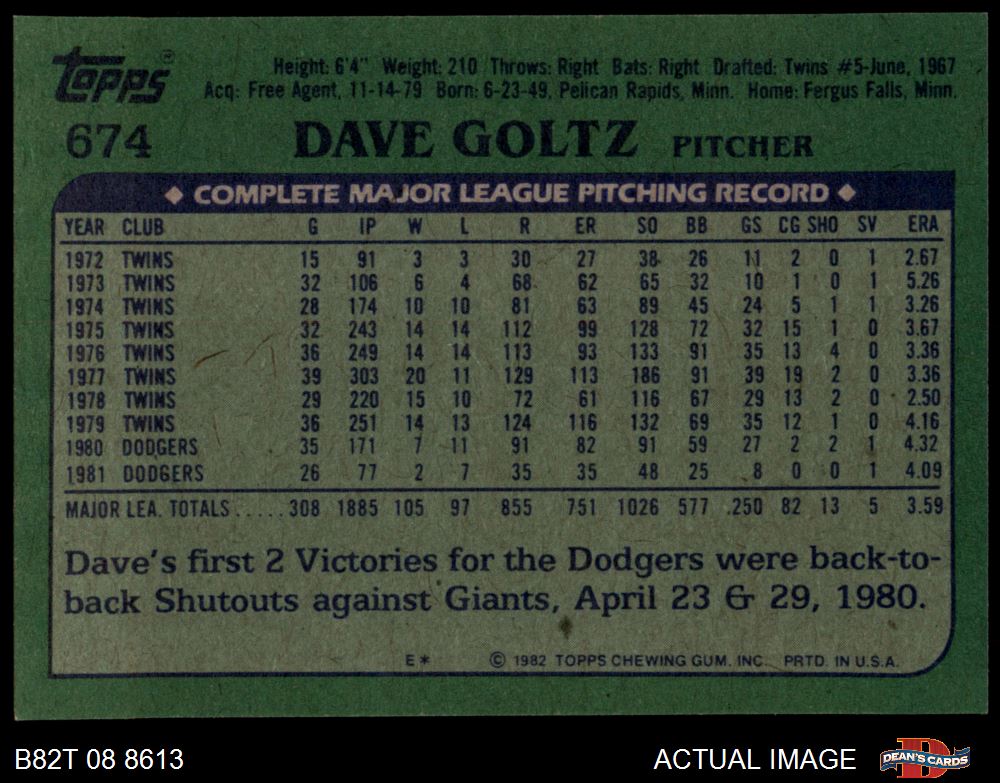 Topps®
Height: 6'4" Weight: 210 Throws: Right Bats: Right Drafted: Twins #5-June, 1967
Acq: Free Agent, 11-14-79 Born: 6-23-49, Pelican Rapids, Minn. Home: Fergus Falls, Minn.
674 DAVE GOLTZ PITCHER
◆ COMPLETE MAJOR LEAGUE PITCHING RECORD ◆
YEAR CLUB G IP W L R ER SO BB GS CG SHO SV ERA
1972 TWINS 15 91 3 3 30 27 38 26 11 2 0 1 2.67
1973 TWINS 32 106 6 4 68 62 65 32 10 1 0 1 5.26
1974 TWINS 28 174 10 10 81 63 89 45 24 5 1 1 3.26
1975 TWINS 32 243 14 14 112 99 128 72 32 15 1 0 3.67
1976 TWINS 36 249 14 14 113 93 133 91 35 13 4 0 3.36
1977 TWINS 39 303 20 11 129 113 186 91 39 19 2 0 3.36
1978 TWINS 29 220 15 10 72 61 116 67 29 13 2 0 2.50
1979 TWINS 36 251 14 13 124 116 132 69 35 12 1 0 4.16
1980 DODGERS 35 171 7 11 91 82 91 59 27 2 2 1 4.32
1981 DODGERS 26 77 2 7 35 35 48 25 8 0 0 1 4.09
MAJOR LEA. TOTALS ..... 308 1885 105 97 855 751 1026 577 .250 82 13 5 3.59
Dave's first 2 Victories for the Dodgers were back-to-
back Shutouts against Giants, April 23 & 29, 1980.
E* © 1982 TOPPS CHEWING GUM. INC. PRTD. IN U.S.A.
B82T 08 8613 ACTUAL IMAGE DEAN'S CARDS